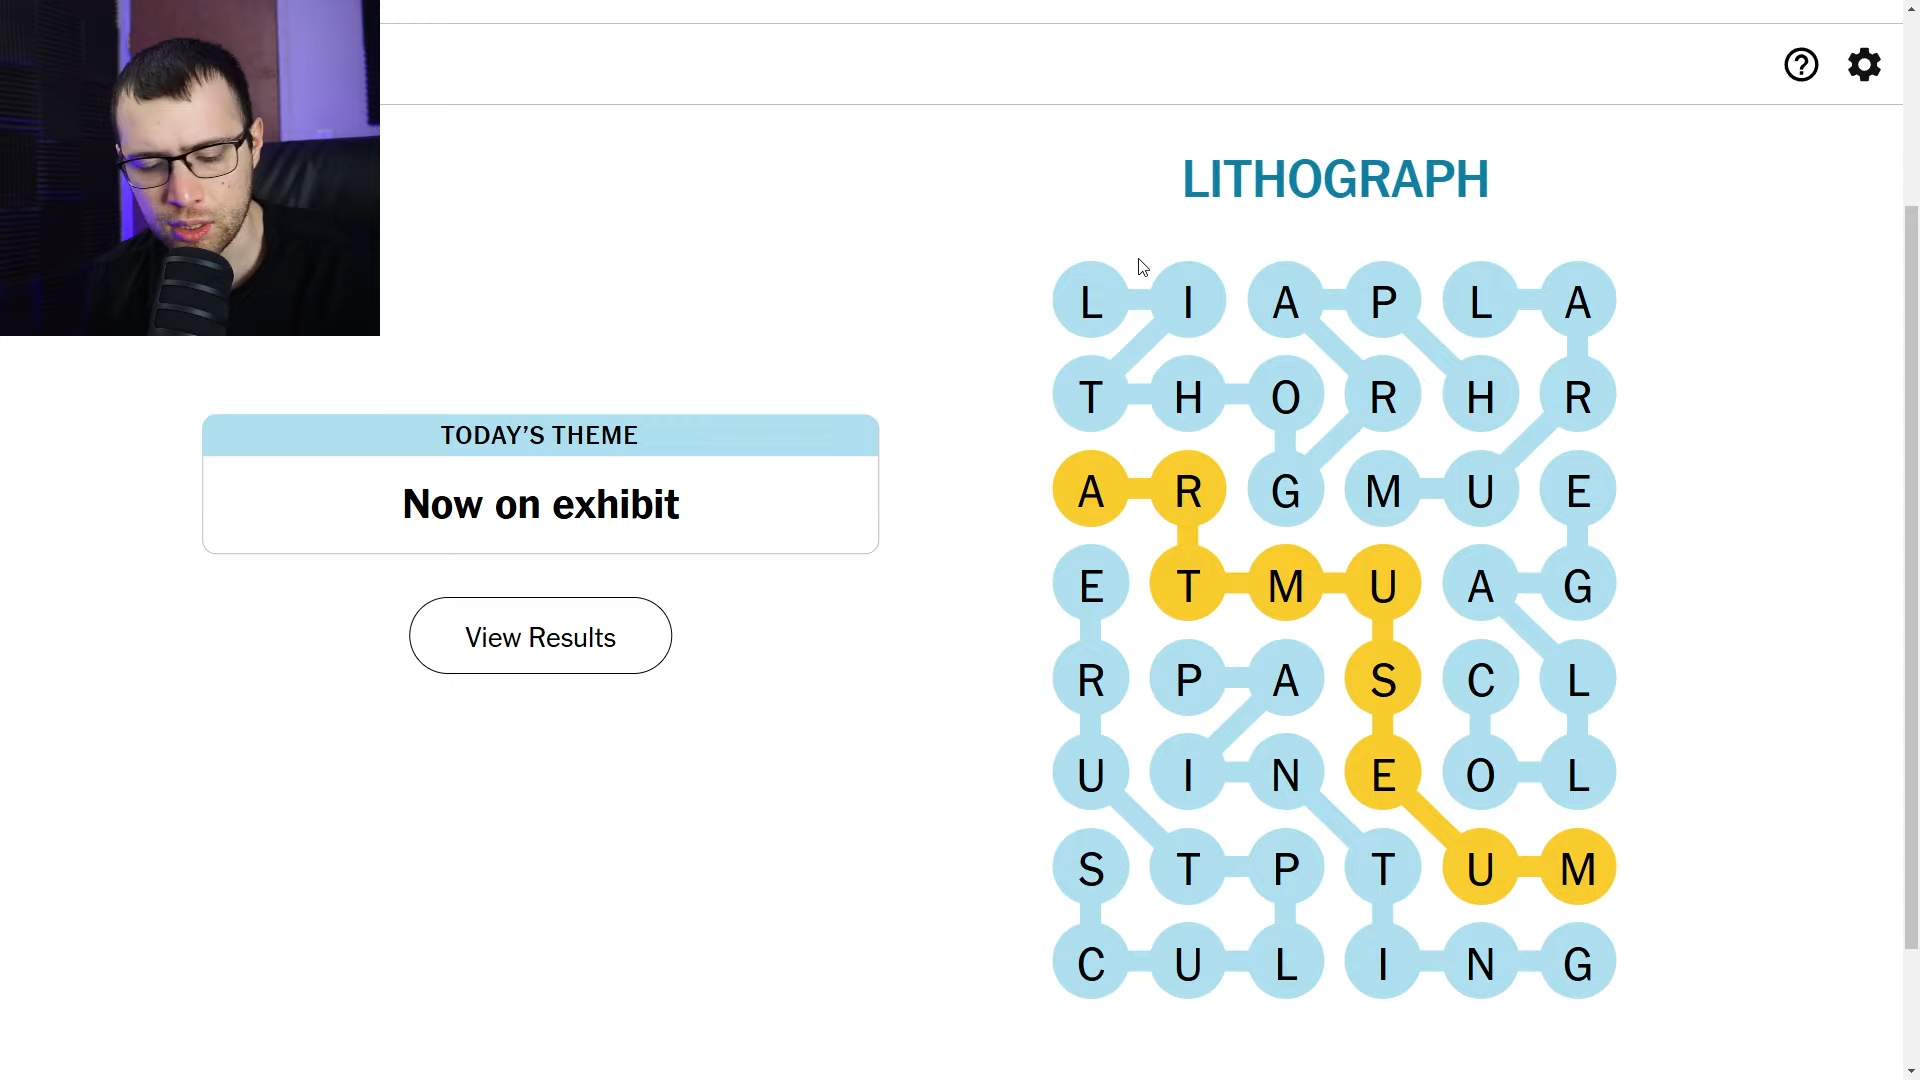 LITHOGRAPH
TODAY'S THEME
Now on exhibit
View Results
L I A P L A
T H O R H R
A R G M U E
E T M U A G
R P A S C L
U I N E O L
S T P T U M
C U L I N G